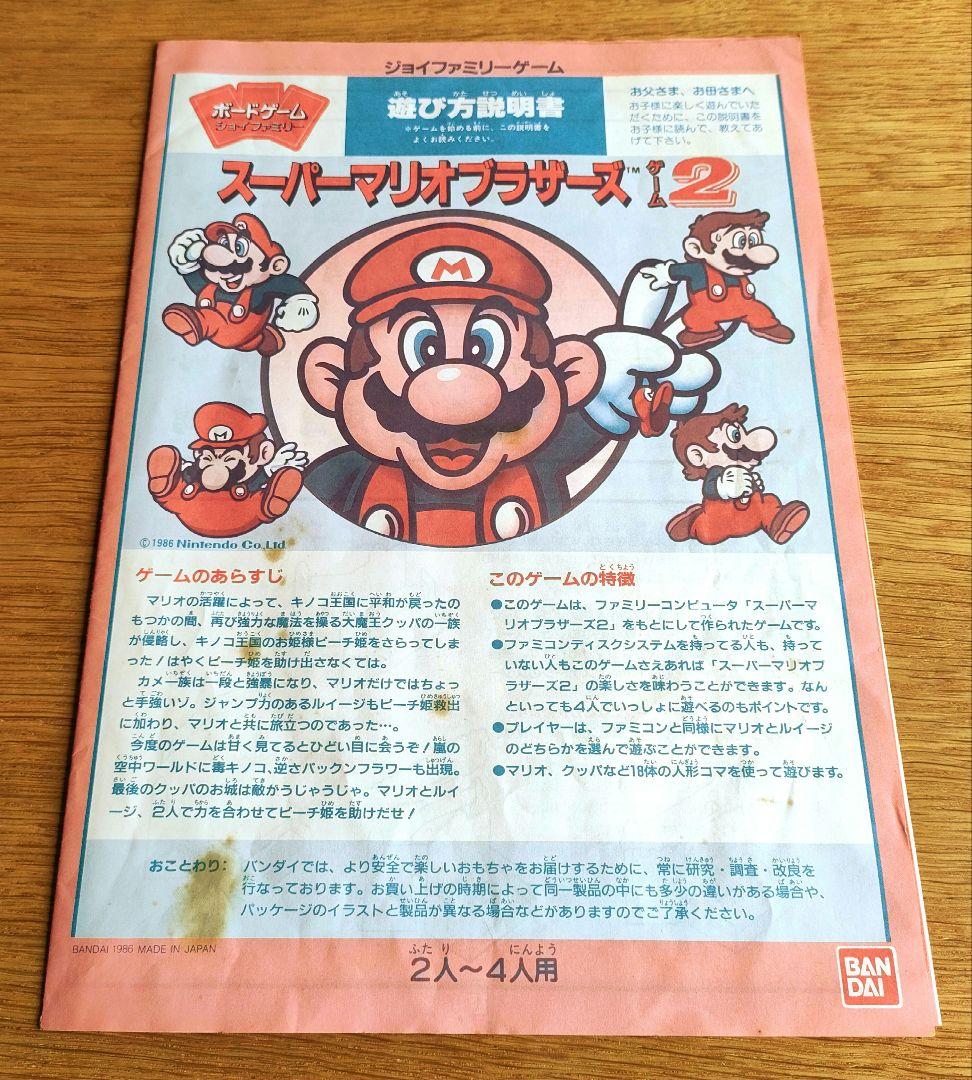 ジョイファミリーゲーム
ボードゲーム
ジョイファミリー
遊び方説明書
※ゲームを始める前に、この説明書を
よくお読みください。
お父さま、お母さまへ
お子様に楽しく遊んでいた
だくために、この説明書を
お子様に読んで、教えてあ
げて下さい。
スーパーマリオブラザーズ™ゲーム2
M
M
©1986 Nintendo Co.,Ltd.
ゲームのあらすじ
マリオの活躍によって、キノコ王国に平和が戻ったの
もつかの間、再び強力な魔法を操る大魔王クッパの一族
が侵略し、キノコ王国のお姫様ピーチ姫をさらってしま
った!はやくピーチ姫を助け出さなくては。
カメ一族は一段と強暴になり、マリオだけではちょっ
と手強いゾ。ジャンプ力のあるルイージもピーチ姫救出
に加わり、マリオと共に旅立つのであった…。
今度のゲームは甘く見てるとひどい目に会うぞ!嵐の
空中ワールドに毒キノコ、逆さパックンフラワーも出現。
最後のクッパのお城は敵がうじゃうじゃ。マリオとルイ
ージ、2人で力を合わせてピーチ姫を助けだせ!
このゲームの特徴
●このゲームは、ファミリーコンピュータ「スーパーマ
リオブラザーズ2」をもとにして作られたゲームです。
●ファミコンディスクシステムを持ってる人も、持って
いない人もこのゲームさえあれば「スーパーマリオブ
ラザーズ2」の楽しさを味わうことができます。なん
といっても4人でいっしょに遊べるのもポイントです。
●プレイヤーは、ファミコンと同様にマリオとルイージ
のどちらかを選んで遊ぶことができます。
●マリオ、クッパなど18体の人形コマを使って遊びます。
おことわり:バンダイでは、より安全で楽しいおもちゃをお届けするために、常に研究・調査・改良を
行なっております。お買い上げの時期によって同一製品の中にも多少の違いがある場合や、
パッケージのイラストと製品が異なる場合などがありますのでご了承ください。
BANDAI 1986 MADE IN JAPAN
2人〜4人用
BAN
DAI